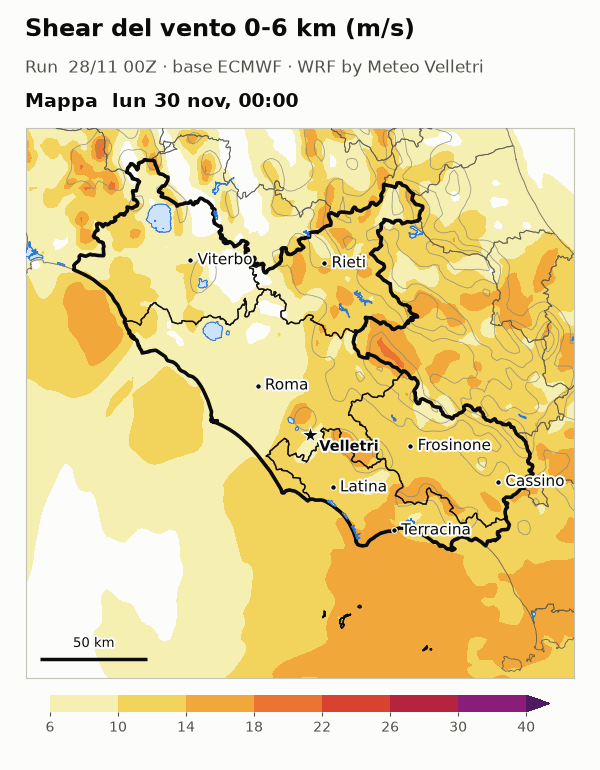 Shear del vento 0-6 km (m/s)
Run  28/11 00Z · base ECMWF · WRF by Meteo Velletri
Mappa  lun 30 nov, 00:00
Viterbo
Rieti
Roma
Velletri
Frosinone
Cassino
Latina
Terracina
50 km
6 10 14 18 22 26 30 40